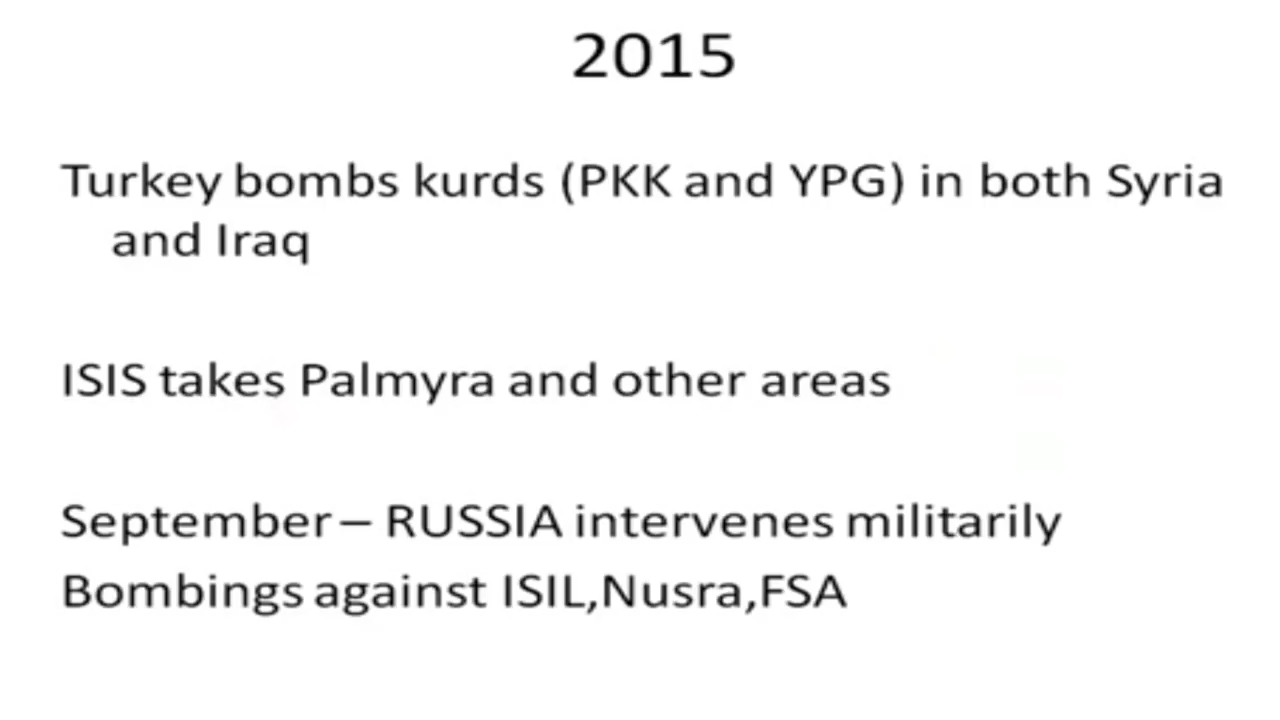 2015
Turkey bombs kurds (PKK and YPG) in both Syria
and Iraq
ISIS takes Palmyra and other areas
September – RUSSIA intervenes militarily
Bombings against ISIL,Nusra,FSA